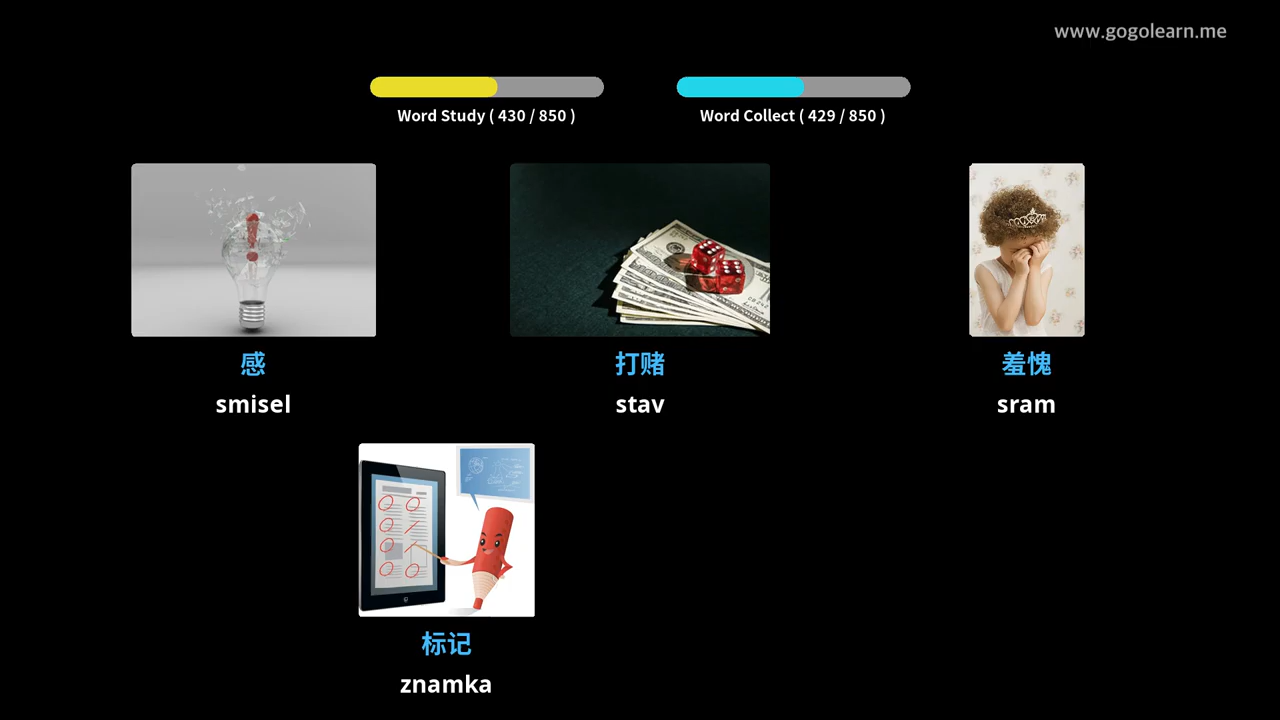 www.gogolearn.me
Word Study ( 430 / 850 )
Word Collect ( 429 / 850 )
感
打赌
羞愧
smisel
stav
sram
标记
znamka